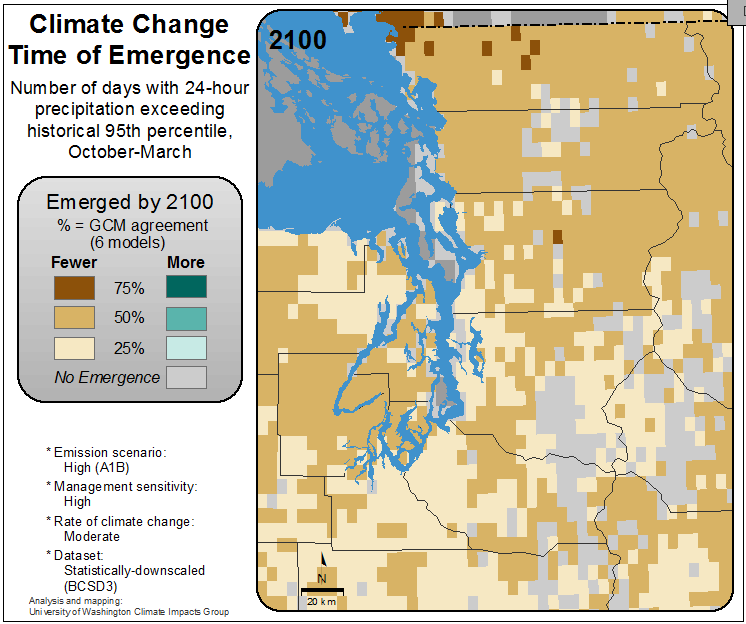 Climate Change
Time of Emergence
Number of days with 24-hour
precipitation exceeding
historical 95th percentile,
October-March
Emerged by 2100
% = GCM agreement
(6 models)
Fewer More
75%
50%
25%
No Emergence
* Emission scenario:
High (A1B)
* Management sensitivity:
High
* Rate of climate change:
Moderate
* Dataset:
Statistically-downscaled
(BCSD3)
Analysis and mapping:
University of Washington Climate Impacts Group
2100
N
20 km